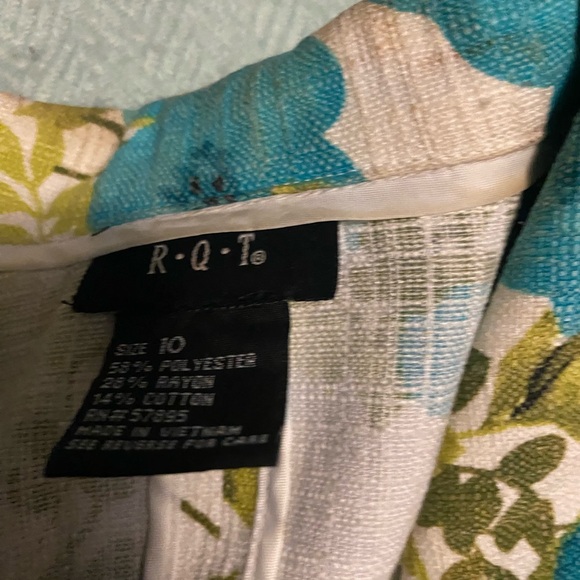 R·Q·T®
SIZE 10
58% POLYESTER
28% RAYON
14% COTTON
RN# 57895
MADE IN VIETNAM
SEE REVERSE FOR CARE